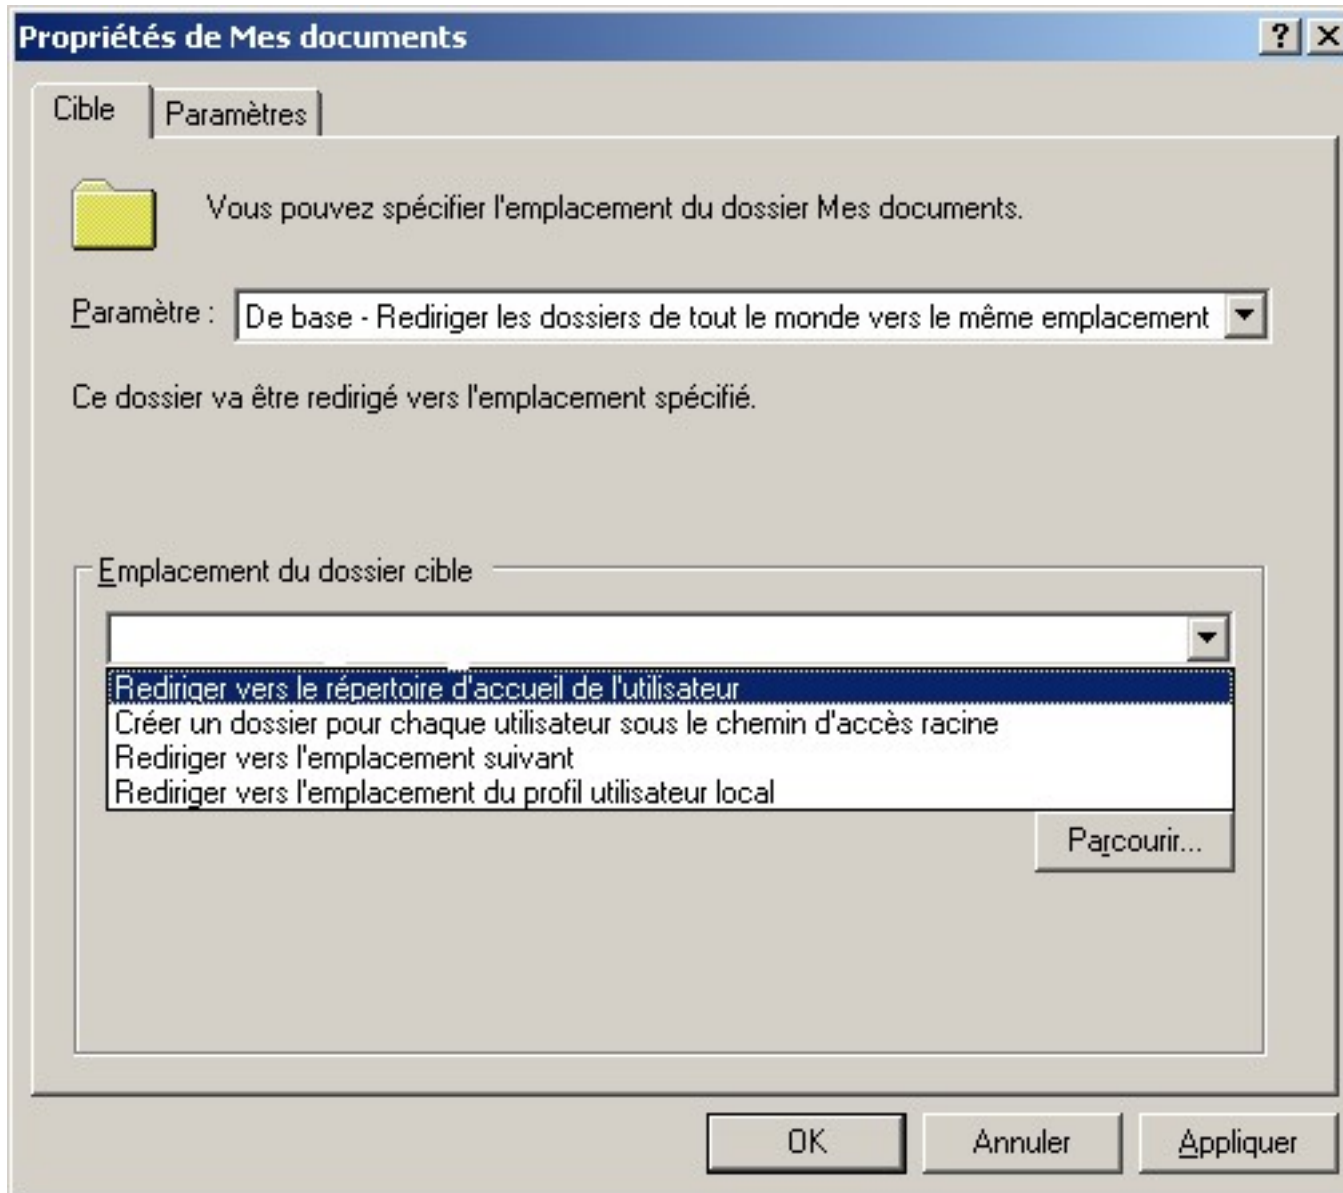 Propriétés de Mes documents
Cible
Paramètres
Vous pouvez spécifier l'emplacement du dossier Mes documents.
Paramètre :
De base - Rediriger les dossiers de tout le monde vers le même emplacement
Ce dossier va être redirigé vers l'emplacement spécifié.
Emplacement du dossier cible
Rediriger vers le répertoire d'accueil de l'utilisateur
Créer un dossier pour chaque utilisateur sous le chemin d'accès racine
Rediriger vers l'emplacement suivant
Rediriger vers l'emplacement du profil utilisateur local
Parcourir...
OK
Annuler
Appliquer